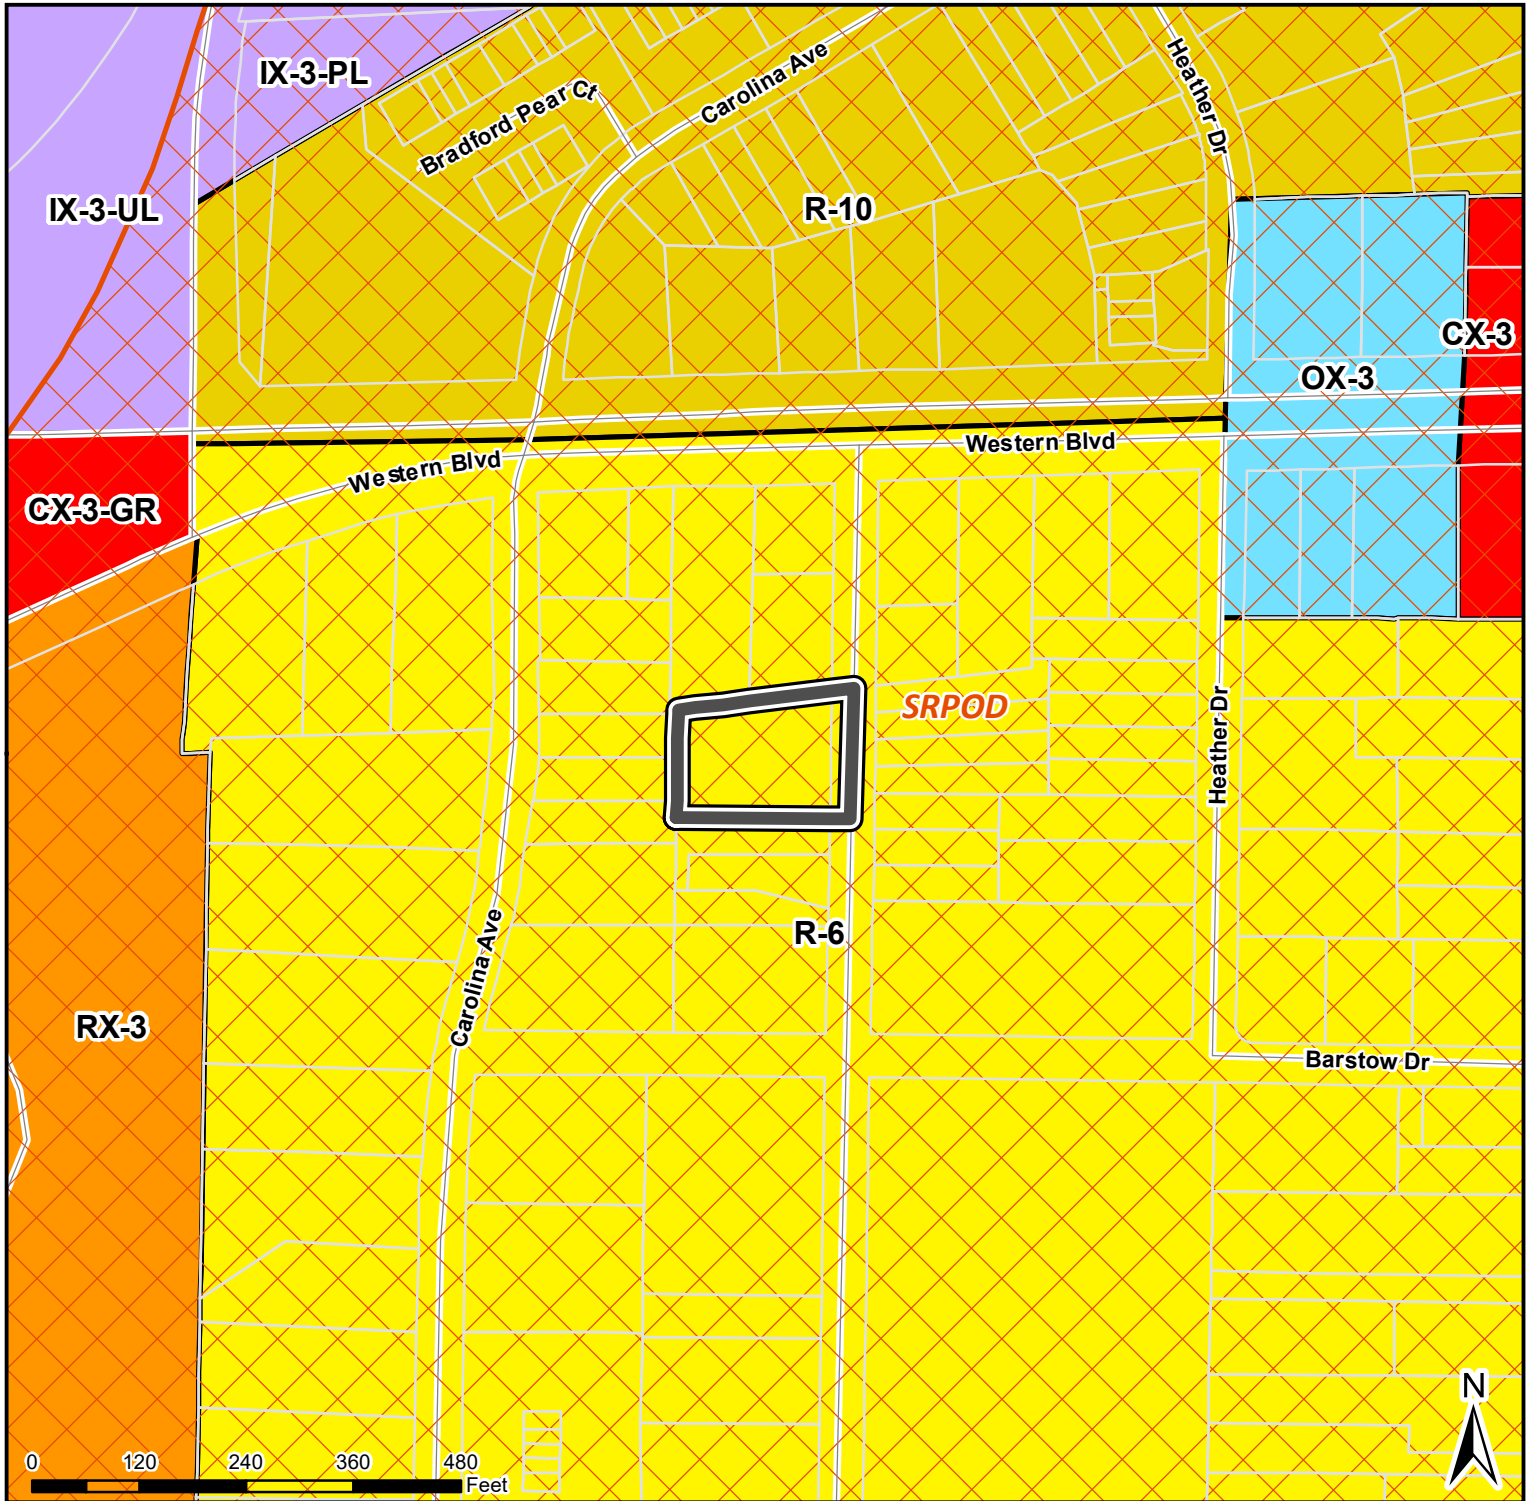 IX-3-PL
Carolina Ave
Heather Dr
Bradford Pear Ct
IX-3-UL
R-10
CX-3
OX-3
Western Blvd
Western Blvd
CX-3-GR
SRPOD
Heather Dr
R-6
Carolina Ave
RX-3
Barstow Dr
N
0 120 240 360 480
Feet